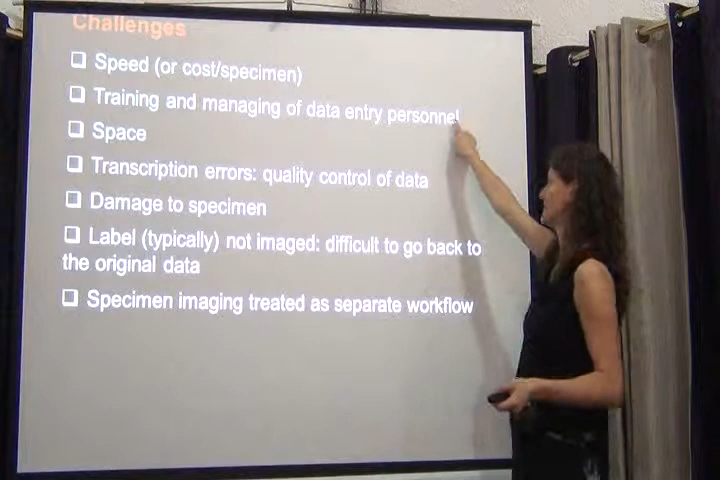 Challenges
❑ Speed (or cost/specimen)
❑ Training and managing of data entry personnel
❑ Space
❑ Transcription errors: quality control of data
❑ Damage to specimen
❑ Label (typically) not imaged: difficult to go back to
the original data
❑ Specimen imaging treated as separate workflow